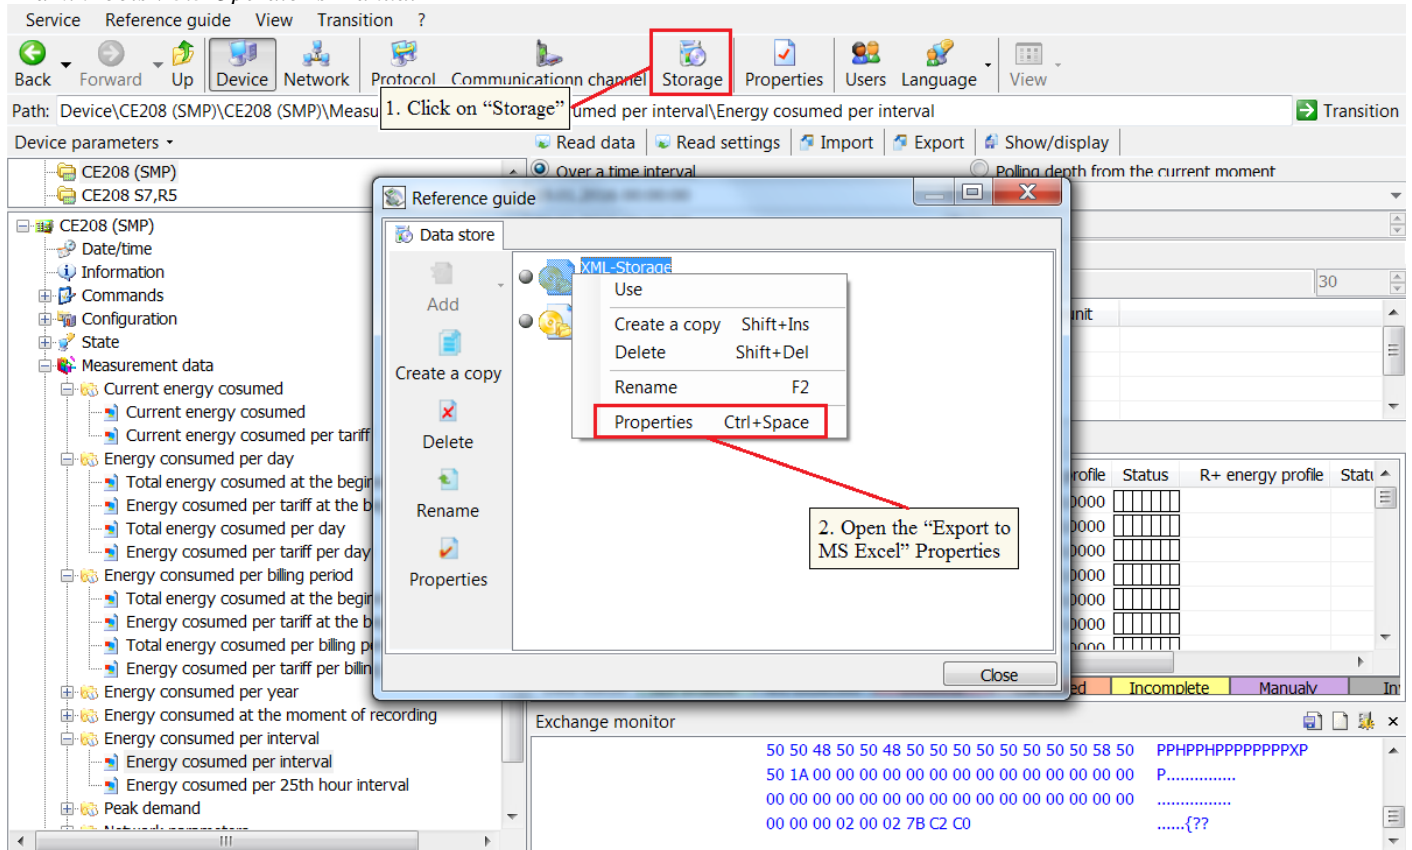 Service Reference guide View Transition ?
Back Forward Up Device Network Protocol Communicationn channel Storage Properties Users Language View
1. Click on “Storage”
Path: Device\CE208 (SMP)\CE208 (SMP)\Measu umed per interval\Energy cosumed per interval Transition
Device parameters Read data Read settings Import Export Show/display
CE208 (SMP)
CE208 S7,R5
Over a time interval Polling depth from the current moment
CE208 (SMP)
Date/time
Information
Commands
Configuration
State
Measurement data
Current energy cosumed
Current energy cosumed
Current energy cosumed per tariff
Energy consumed per day
Total energy cosumed at the begin
Energy cosumed per tariff at the b
Total energy cosumed per day
Energy cosumed per tariff per day
Energy consumed per billing period
Total energy cosumed at the begin
Energy cosumed per tariff at the b
Total energy cosumed per billing p
Energy cosumed per tariff per billin
Energy consumed per year
Energy consumed at the moment of recording
Energy consumed per interval
Energy cosumed per interval
Energy cosumed per 25th hour interval
Peak demand
Reference guide
Data store
Add
Create a copy
Delete
Rename
Properties
XML-Storage
Use
Create a copy Shift+Ins
Delete Shift+Del
Rename F2
Properties Ctrl+Space
2. Open the “Export to
MS Excel” Properties
Close
30
unit
rofile Status R+ energy profile Statu
0000
0000
0000
0000
0000
0000
0000
ed Incomplete Manualy In
Exchange monitor
50 50 48 50 50 48 50 50 50 50 50 50 50 50 58 50 PPHPPHPPPPPPPPXP
50 1A 00 00 00 00 00 00 00 00 00 00 00 00 00 00 P..............
00 00 00 00 00 00 00 00 00 00 00 00 00 00 00 00 ................
00 00 00 02 00 02 7B C2 C0 ......{??